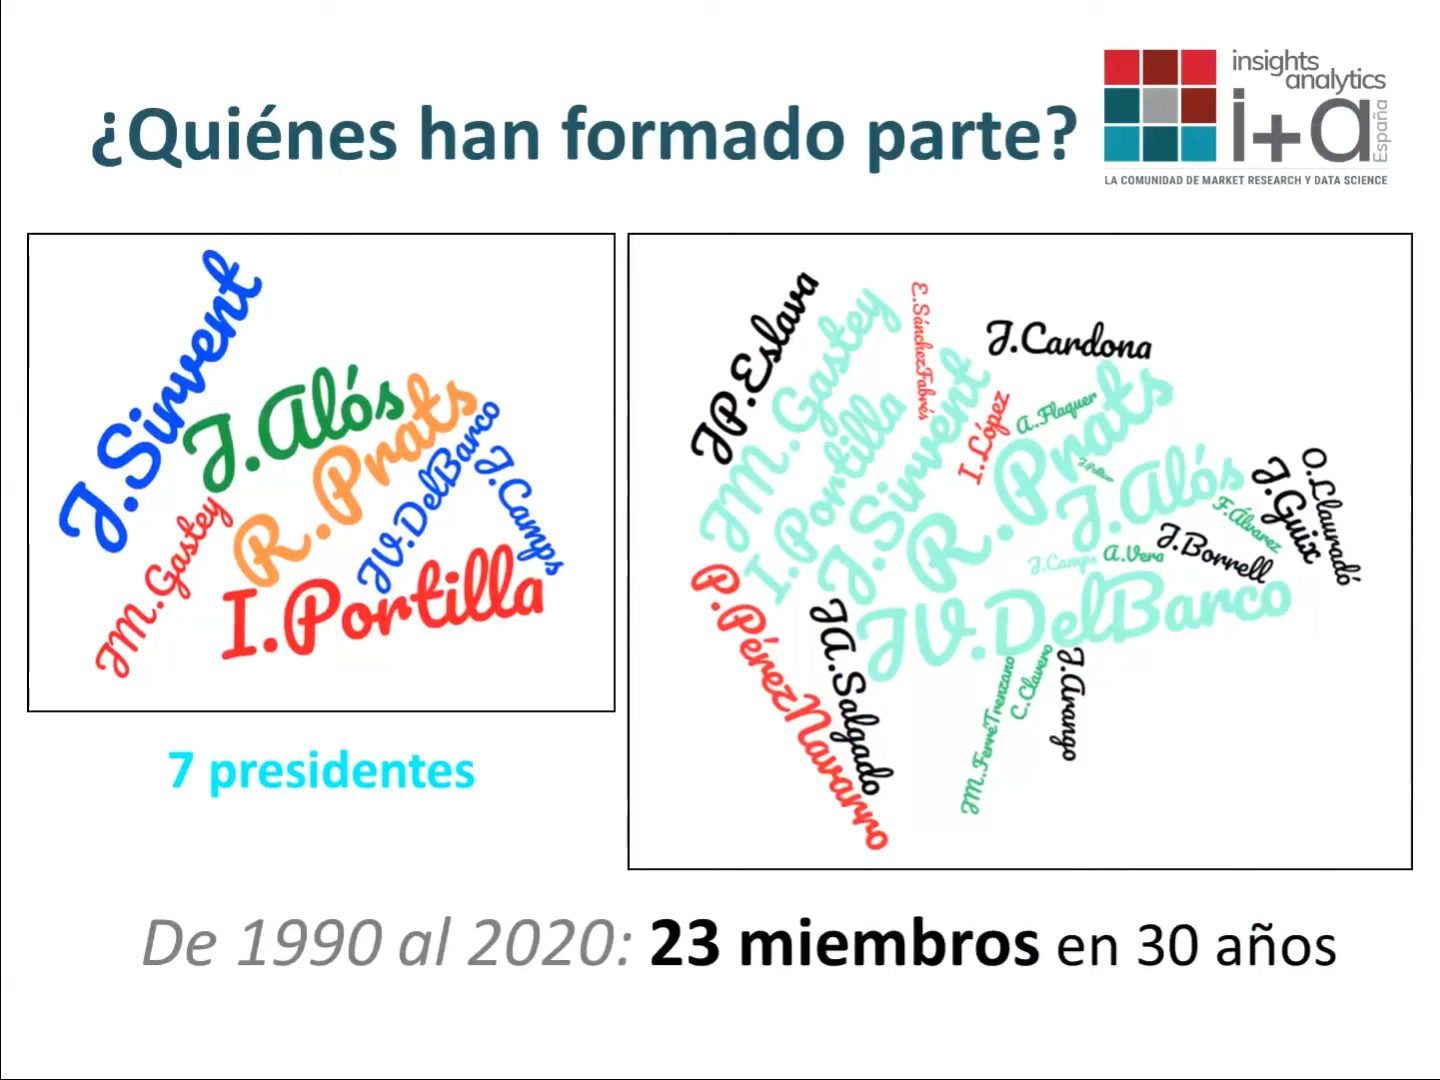 ¿Quiénes han formado parte?
insights
analytics
i+a
España
LA COMUNIDAD DE MARKET RESEARCH Y DATA SCIENCE
J.Sirvent
J.Alós
R.Prats
JV.DelBarco
J.Camps
JM.Gastey
I.Portilla
7 presidentes
JP.Eslava
JM.Gastey
E.SánchezFabrés
J.Cardona
I.Portilla
J.Sirvent
I.López
A.Flaquer
R.Prats
J.Alós
O.Llauradó
J.Guix
F.Álvarez
J.Borrell
A.Vera
J.Camps
JV.DelBarco
P.PérezNavarro
JA.Salgado
JM.FerréTrenzano
C.Clavero
J.Arango
De 1990 al 2020: 23 miembros en 30 años